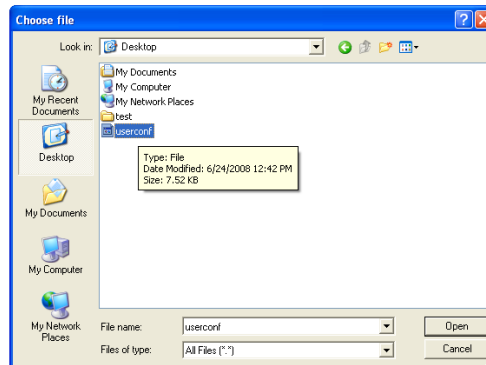 Choose file
Look in:
Desktop
My Recent
Documents
Desktop
My Documents
My Computer
My Network
Places
My Documents
My Computer
My Network Places
test
userconf
Type: File
Date Modified: 6/24/2008 12:42 PM
Size: 7.52 KB
File name:
userconf
Open
Files of type:
All Files (*.*)
Cancel